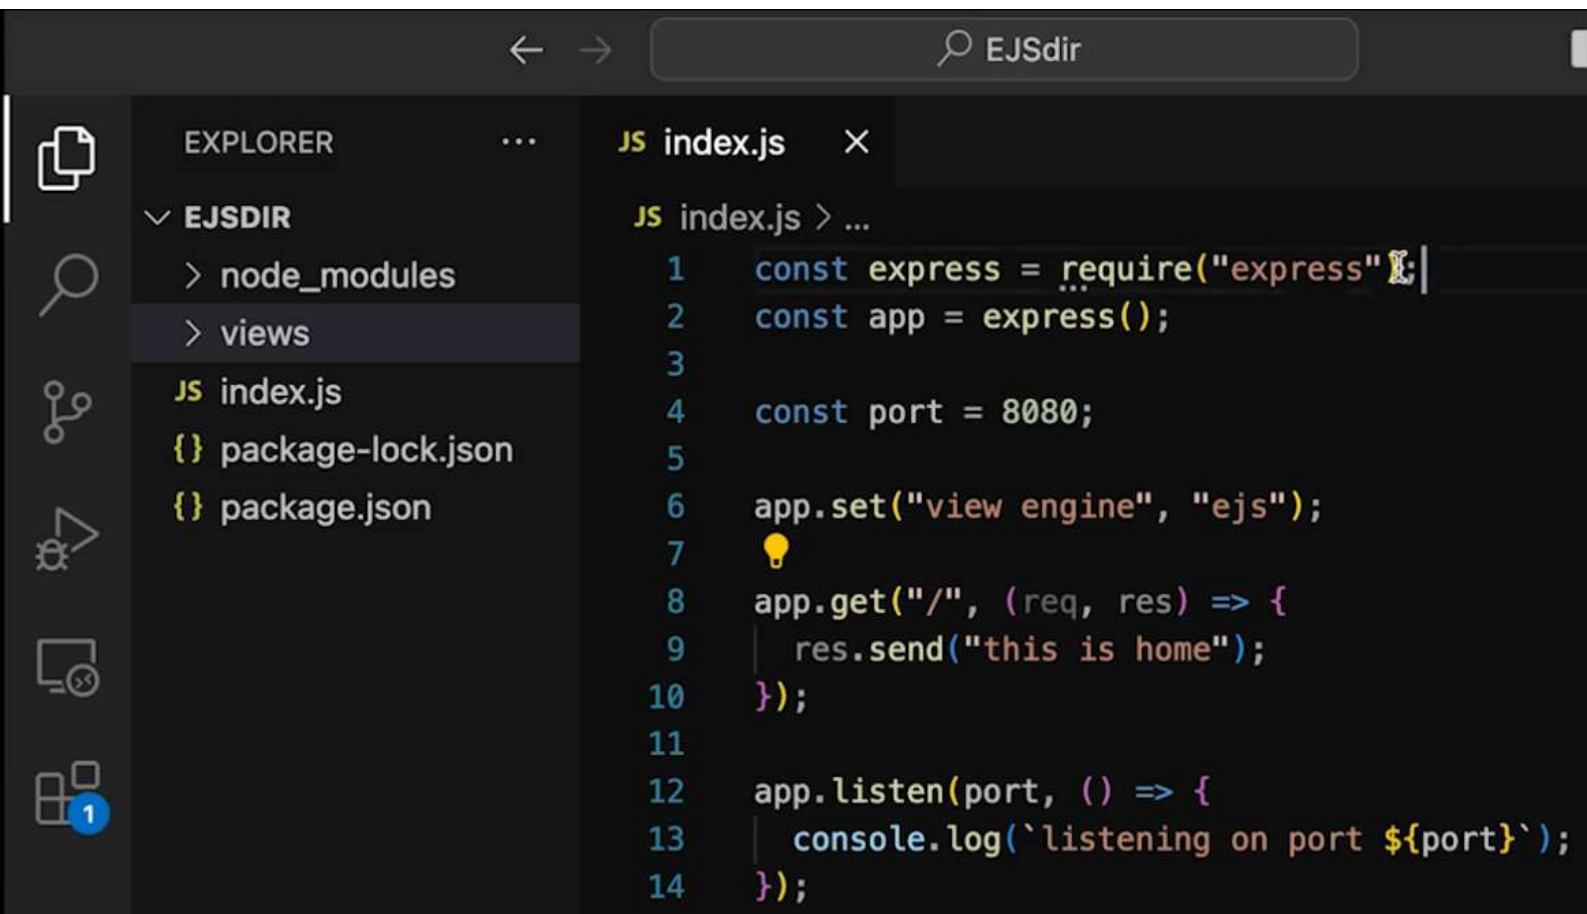 EJSdir
EXPLORER ...
JS index.js
EJSDIR
JS index.js > ...
node_modules
views
JS index.js
{} package-lock.json
{} package.json
1 const express = require("express");
2 const app = express();
3
4 const port = 8080;
5
6 app.set("view engine", "ejs");
7
8 app.get("/", (req, res) => {
9 res.send("this is home");
10 });
11
12 app.listen(port, () => {
13 console.log(`listening on port ${port}`);
14 });
1